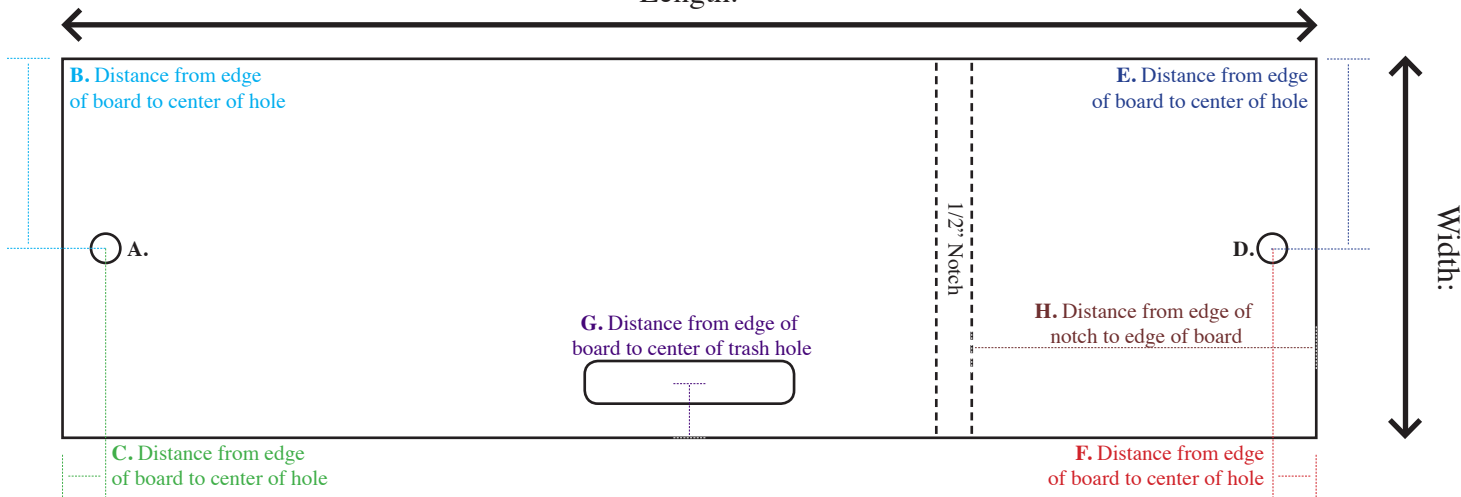 Length:
B. Distance from edge
of board to center of hole
E. Distance from edge
of board to center of hole
A.
1/2” Notch
D.
Width:
G. Distance from edge of
board to center of trash hole
H. Distance from edge of
notch to edge of board
C. Distance from edge
of board to center of hole
F. Distance from edge
of board to center of hole